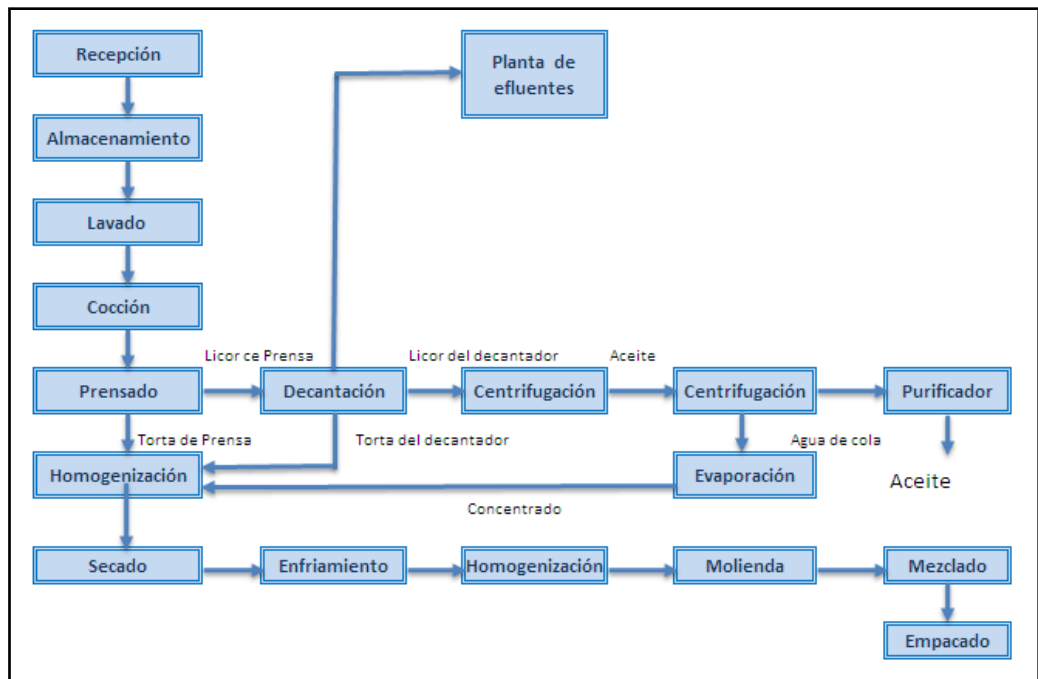 Recepción
Planta de
efluentes
Almacenamiento
Lavado
Cocción
Licor ce Prensa
Licor del decantador
Aceite
Prensado
Decantación
Centrifugación
Centrifugación
Purificador
Torta de Prensa
Torta del decantador
Agua de cola
Homogenización
Evaporación
Aceite
Concentrado
Secado
Enfriamiento
Homogenización
Molienda
Mezclado
Empacado